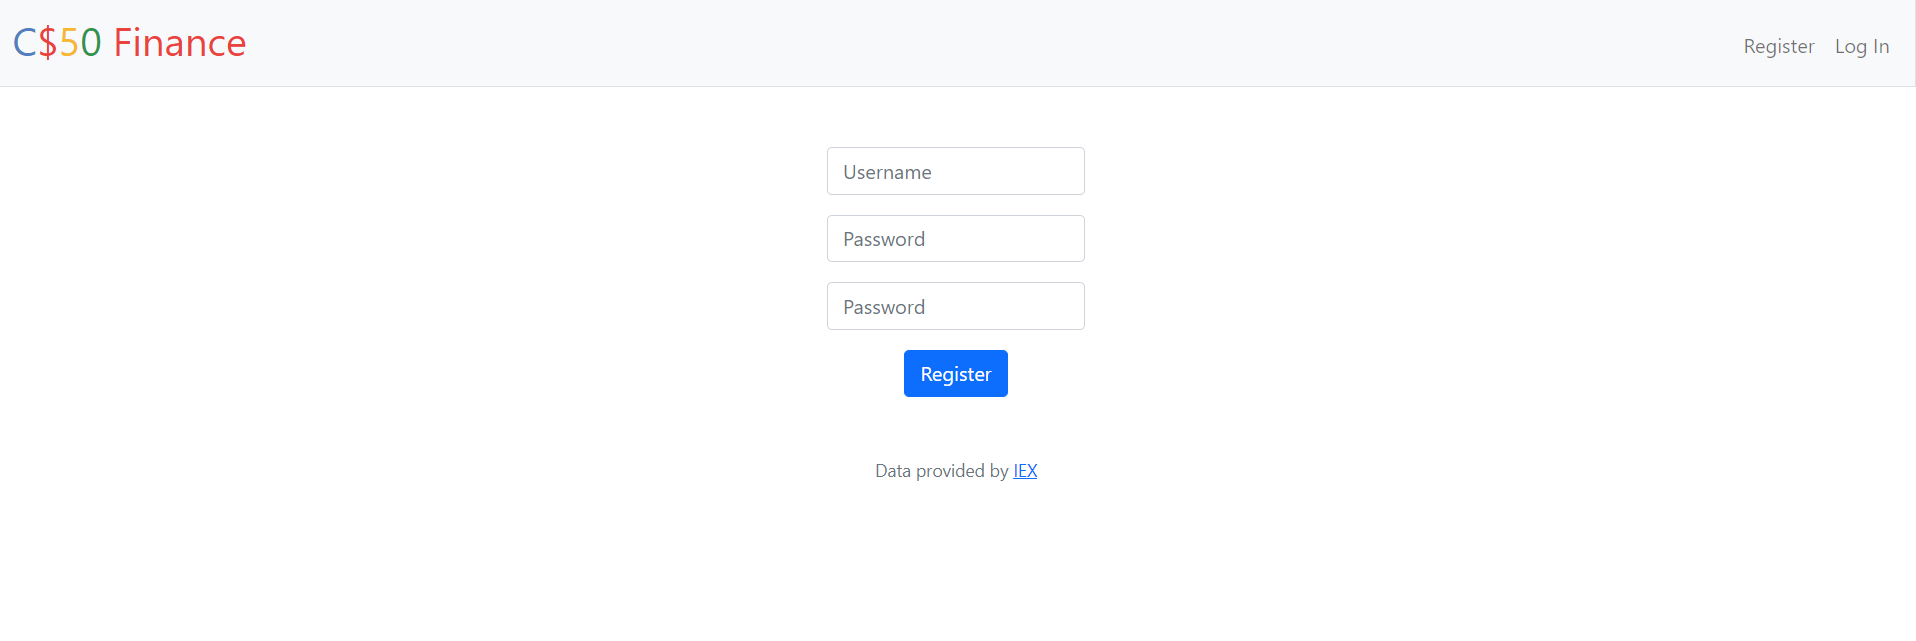 C$50 Finance
Register Log In
Username
Password
Password
Register
Data provided by IEX